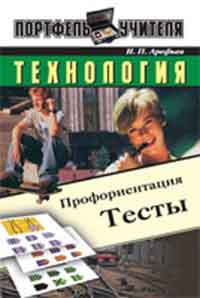 ПОРТФЕЛЬ УЧИТЕЛЯ
И. П. Арефьев
ТЕХНОЛОГИЯ
Профориентация
Тесты